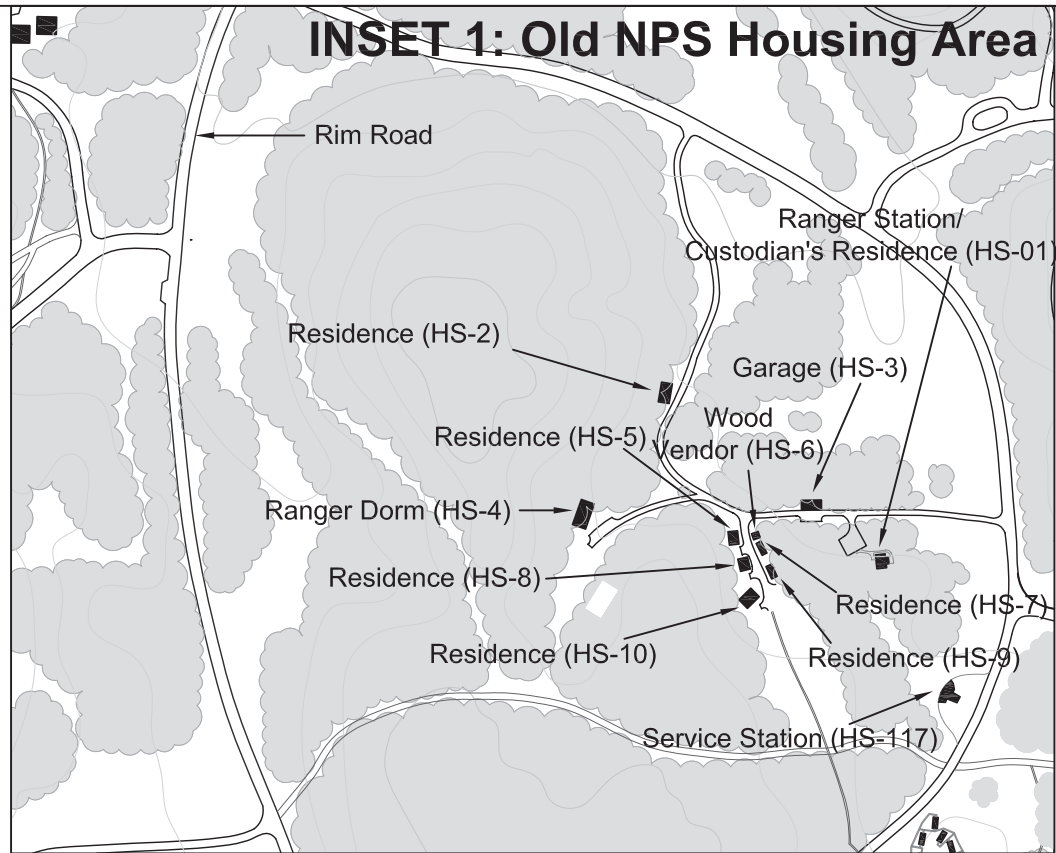 INSET 1: Old NPS Housing Area
Rim Road
Ranger Station/
Custodian's Residence (HS-01)
Residence (HS-2)
Garage (HS-3)
Wood
Vendor (HS-6)
Residence (HS-5)
Ranger Dorm (HS-4)
Residence (HS-8)
Residence (HS-7)
Residence (HS-10)
Residence (HS-9)
Service Station (HS-117)